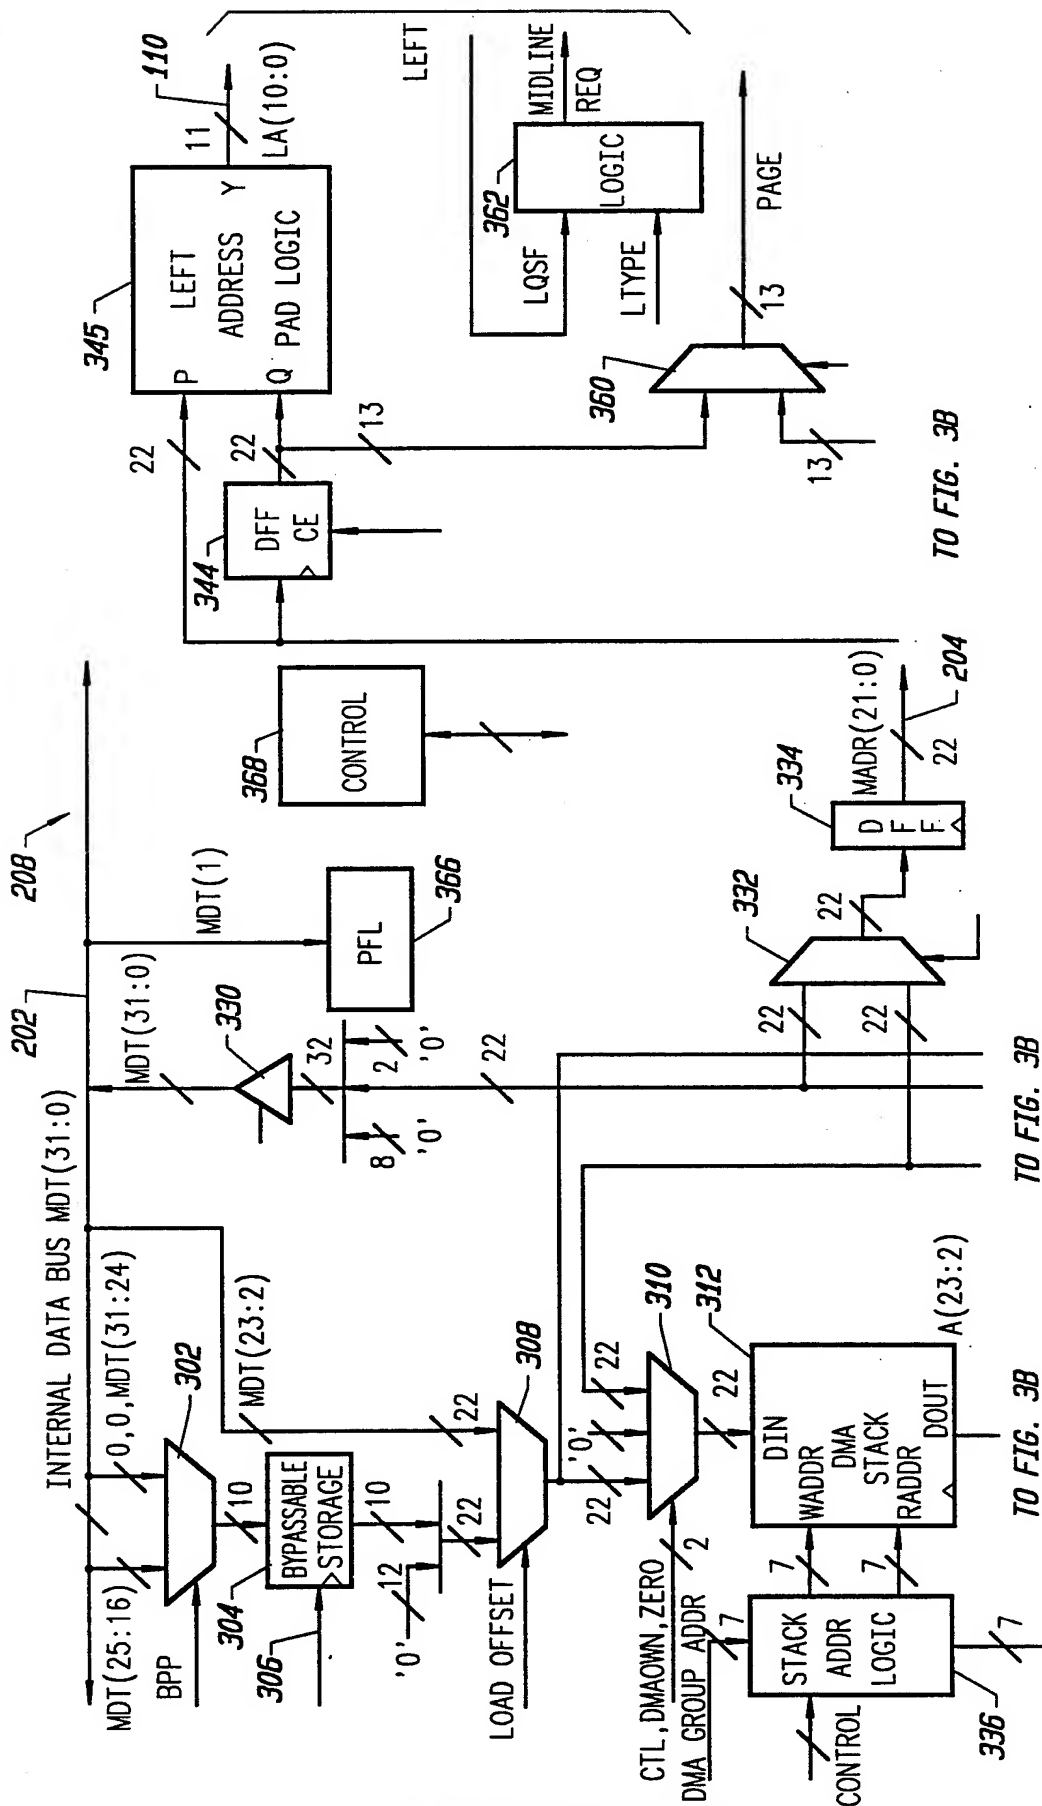 208
202
INTERNAL DATA BUS MDT(31:0)
MDT(25:16)
0,0,MDT(31:24)
302
BPP
10
304
BYPASSABLE
STORAGE
306
10
'0'
12
22
MDT(23:2)
22
308
LOAD OFFSET
MDT(31:0)
330
32
8
'0'
2
'0'
22
MDT(1)
PFL
366
368
CONTROL
22
'0'
22
310
CTL,DMAOWN,ZERO
2
DMA GROUP ADDR
7
22
312
DIN
WADDR
DMA
STACK
RADDR
DOUT
A(23:2)
7
7
STACK
ADDR
LOGIC
CONTROL
336
7
22
22
332
22
334
D
F
F
MADR(21:0)
22
204
22
344
DFF
CE
22
13
345
P
LEFT
ADDRESS
Y
Q
PAD LOGIC
11
110
LA(10:0)
LEFT
362
LQSF
LTYPE
LOGIC
MIDLINE
REQ
360
13
13
PAGE
TO FIG. 3B
TO FIG. 3B
TO FIG. 3B